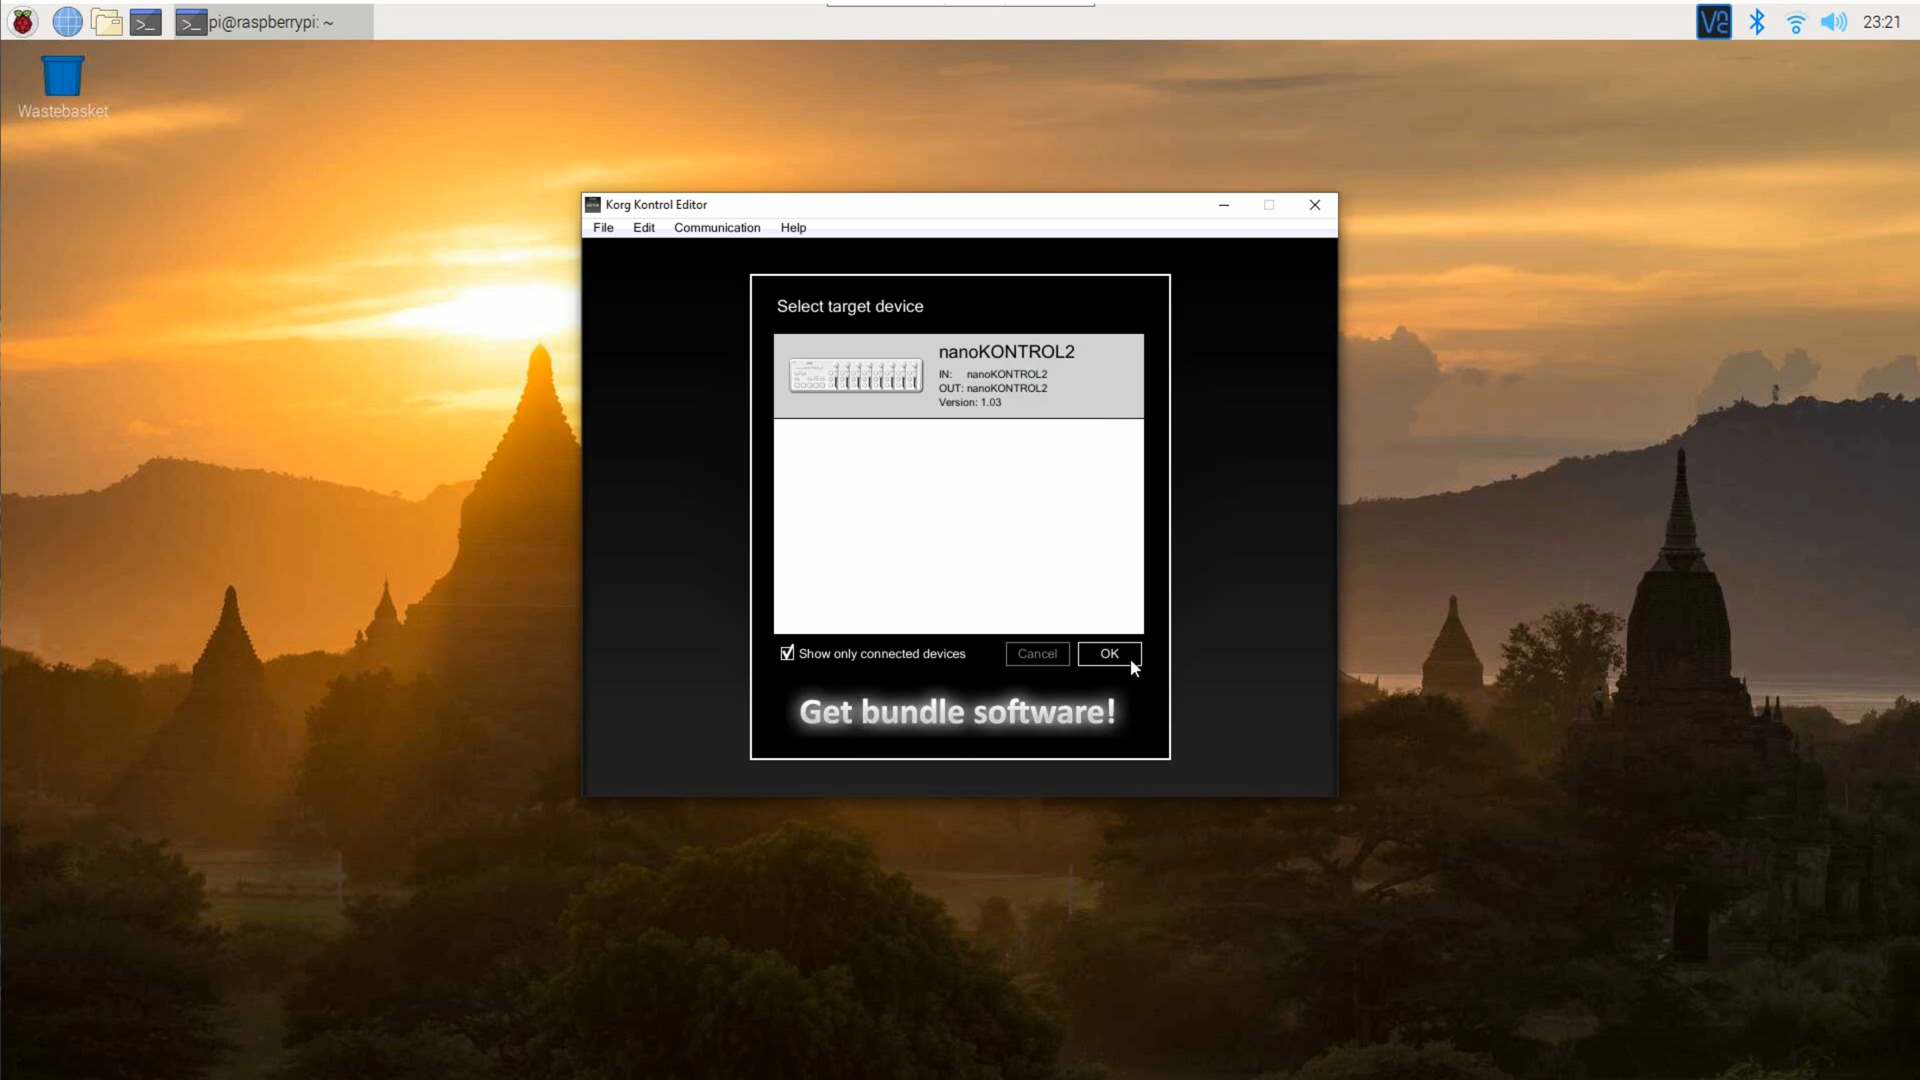 pi@raspberrypi: ~
23:21
Wastebasket
Korg Kontrol Editor
File Edit Communication Help
Select target device
nanoKONTROL2
IN: nanoKONTROL2
OUT: nanoKONTROL2
Version: 1.03
Show only connected devices
Cancel
OK
Get bundle software!